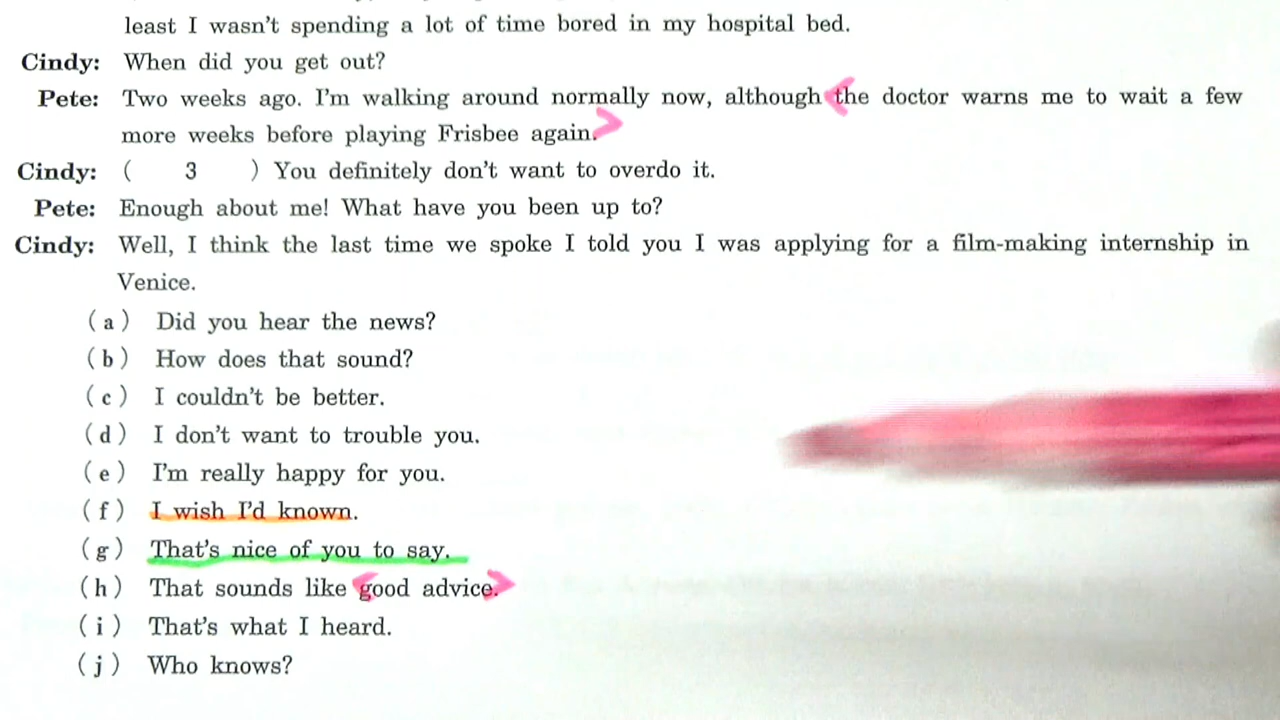 least I wasn't spending a lot of time bored in my hospital bed.
Cindy: When did you get out?
Pete: Two weeks ago. I'm walking around normally now, although the doctor warns me to wait a few
more weeks before playing Frisbee again.
Cindy: ( 3 ) You definitely don't want to overdo it.
Pete: Enough about me! What have you been up to?
Cindy: Well, I think the last time we spoke I told you I was applying for a film-making internship in
Venice.
(a) Did you hear the news?
(b) How does that sound?
(c) I couldn't be better.
(d) I don't want to trouble you.
(e) I'm really happy for you.
(f) I wish I'd known.
(g) That's nice of you to say.
(h) That sounds like good advice.
(i) That's what I heard.
(j) Who knows?